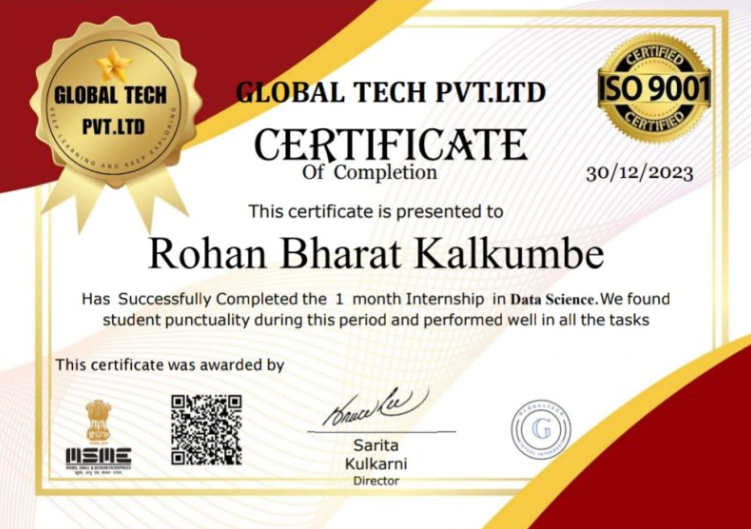 GLOBAL TECH
PVT.LTD
KEEP LEARNING AND KEEP EXPLORING
GLOBAL TECH PVT.LTD
CERTIFIED
ISO 9001
CERTIFIED
CERTIFICATE
Of Completion
30/12/2023
This certificate is presented to
Rohan Bharat Kalkumbe
Has Successfully Completed the 1 month Internship in Data Science.We found
student punctuality during this period and performed well in all the tasks
This certificate was awarded by
MSME
Bruce Lee
Sarita
Kulkarni
Director
GLOBALTECH
G